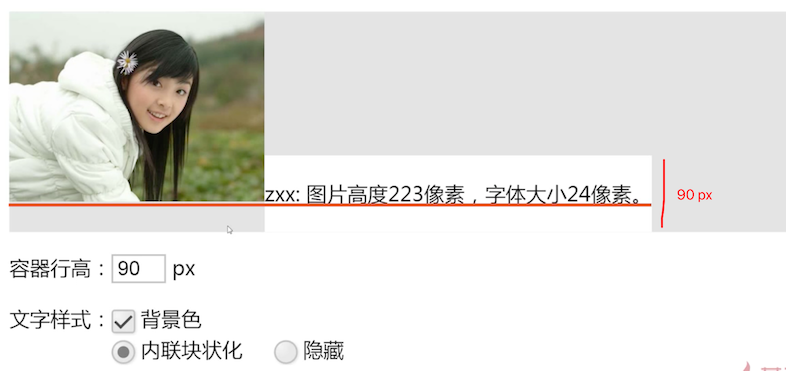 zxx: 图片高度223像素，字体大小24像素。
90 px
容器行高：90 px
文字样式：背景色
内联块状化 隐藏